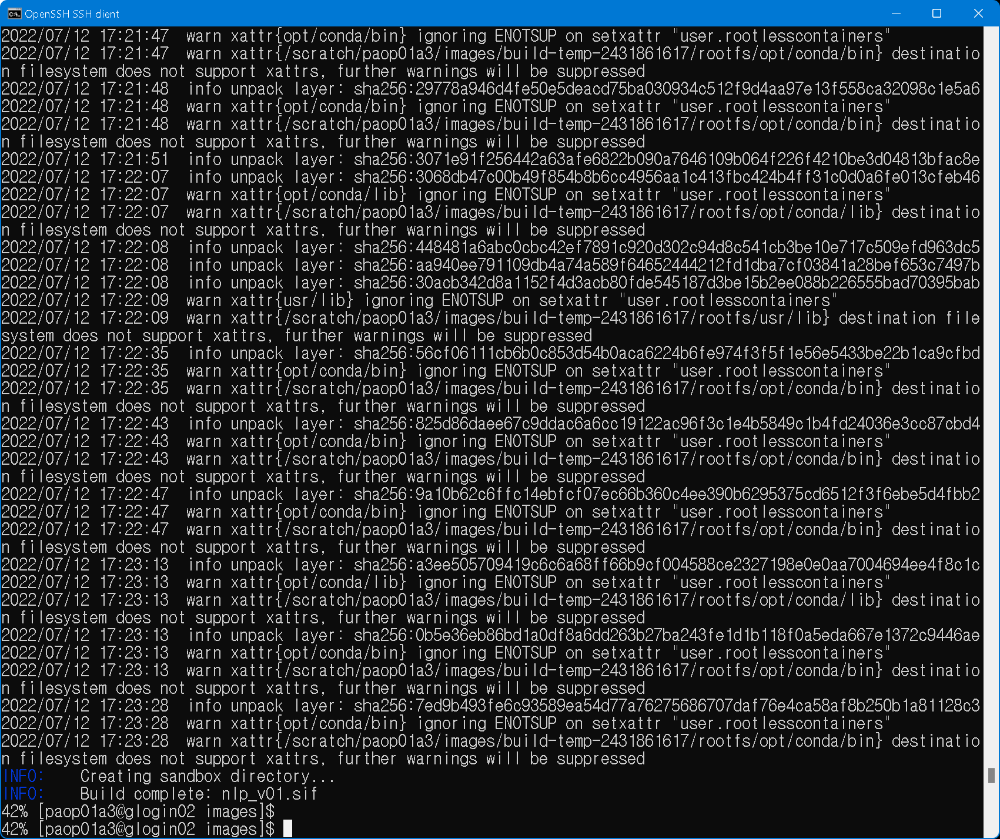 OpenSSH SSH client
2022/07/12 17:21:47  warn xattr{opt/conda/bin} ignoring ENOTSUP on setxattr "user.rootlesscontainers"
2022/07/12 17:21:47  warn xattr{/scratch/paop01a3/images/build-temp-2431861617/rootfs/opt/conda/bin} destinatio
n filesystem does not support xattrs, further warnings will be suppressed
2022/07/12 17:21:48  info unpack layer: sha256:29778a946d4fe50e5deacd75ba030934c512f9d4aa97e13f558ca32098c1e5a6
2022/07/12 17:21:48  warn xattr{opt/conda/bin} ignoring ENOTSUP on setxattr "user.rootlesscontainers"
2022/07/12 17:21:48  warn xattr{/scratch/paop01a3/images/build-temp-2431861617/rootfs/opt/conda/bin} destinatio
n filesystem does not support xattrs, further warnings will be suppressed
2022/07/12 17:21:51  info unpack layer: sha256:3071e91f256442a63afe6822b090a7646109b064f226f4210be3d04813bfac8e
2022/07/12 17:22:07  info unpack layer: sha256:3068db47c00b49f854b8b6cc4956aa1c413fbc424b4ff31c0d0a6fe013cfeb46
2022/07/12 17:22:07  warn xattr{opt/conda/lib} ignoring ENOTSUP on setxattr "user.rootlesscontainers"
2022/07/12 17:22:07  warn xattr{/scratch/paop01a3/images/build-temp-2431861617/rootfs/opt/conda/lib} destinatio
n filesystem does not support xattrs, further warnings will be suppressed
2022/07/12 17:22:08  info unpack layer: sha256:448481a6abc0cbc42ef7891c920d302c94d8c541cb3be10e717c509efd963dc5
2022/07/12 17:22:08  info unpack layer: sha256:aa940ee791109db4a74a589f64652444212fd1dba7cf03841a28bef653c7497b
2022/07/12 17:22:08  info unpack layer: sha256:30acb342d8a1152f4d3acb80fde545187d3be15b2ee088b226555bad70395bab
2022/07/12 17:22:09  warn xattr{usr/lib} ignoring ENOTSUP on setxattr "user.rootlesscontainers"
2022/07/12 17:22:09  warn xattr{/scratch/paop01a3/images/build-temp-2431861617/rootfs/usr/lib} destination file
system does not support xattrs, further warnings will be suppressed
2022/07/12 17:22:35  info unpack layer: sha256:56cf06111cb6b0c853d54b0aca6224b6fe974f3f5f1e56e5433be22b1ca9cfbd
2022/07/12 17:22:35  warn xattr{opt/conda/bin} ignoring ENOTSUP on setxattr "user.rootlesscontainers"
2022/07/12 17:22:35  warn xattr{/scratch/paop01a3/images/build-temp-2431861617/rootfs/opt/conda/bin} destinatio
n filesystem does not support xattrs, further warnings will be suppressed
2022/07/12 17:22:43  info unpack layer: sha256:825d86daee67c9ddac6a6cc19122ac96f3c1e4b5849c1b4fd24036e3cc87cbd4
2022/07/12 17:22:43  warn xattr{opt/conda/bin} ignoring ENOTSUP on setxattr "user.rootlesscontainers"
2022/07/12 17:22:43  warn xattr{/scratch/paop01a3/images/build-temp-2431861617/rootfs/opt/conda/bin} destinatio
n filesystem does not support xattrs, further warnings will be suppressed
2022/07/12 17:22:47  info unpack layer: sha256:9a10b62c6ffc14ebfcf07ec66b360c4ee390b6295375cd6512f3f6ebe5d4fbb2
2022/07/12 17:22:47  warn xattr{opt/conda/bin} ignoring ENOTSUP on setxattr "user.rootlesscontainers"
2022/07/12 17:22:47  warn xattr{/scratch/paop01a3/images/build-temp-2431861617/rootfs/opt/conda/bin} destinatio
n filesystem does not support xattrs, further warnings will be suppressed
2022/07/12 17:23:13  info unpack layer: sha256:a3ee505709419c6c6a68ff66b9cf004588ce2327198e0e0aa7004694ee4f8c1c
2022/07/12 17:23:13  warn xattr{opt/conda/lib} ignoring ENOTSUP on setxattr "user.rootlesscontainers"
2022/07/12 17:23:13  warn xattr{/scratch/paop01a3/images/build-temp-2431861617/rootfs/opt/conda/lib} destinatio
n filesystem does not support xattrs, further warnings will be suppressed
2022/07/12 17:23:13  info unpack layer: sha256:0b5e36eb86bd1a0df8a6dd263b27ba243fe1d1b118f0a5eda667e1372c9446ae
2022/07/12 17:23:13  warn xattr{opt/conda/bin} ignoring ENOTSUP on setxattr "user.rootlesscontainers"
2022/07/12 17:23:13  warn xattr{/scratch/paop01a3/images/build-temp-2431861617/rootfs/opt/conda/bin} destinatio
n filesystem does not support xattrs, further warnings will be suppressed
2022/07/12 17:23:28  info unpack layer: sha256:7ed9b493fe6c93589ea54d77a76275686707daf76e4ca58af8b250b1a81128c3
2022/07/12 17:23:28  warn xattr{opt/conda/bin} ignoring ENOTSUP on setxattr "user.rootlesscontainers"
2022/07/12 17:23:28  warn xattr{/scratch/paop01a3/images/build-temp-2431861617/rootfs/opt/conda/bin} destinatio
n filesystem does not support xattrs, further warnings will be suppressed
INFO:    Creating sandbox directory...
INFO:    Build complete: nlp_v01.sif
42% [paop01a3@glogin02 images]$
42% [paop01a3@glogin02 images]$